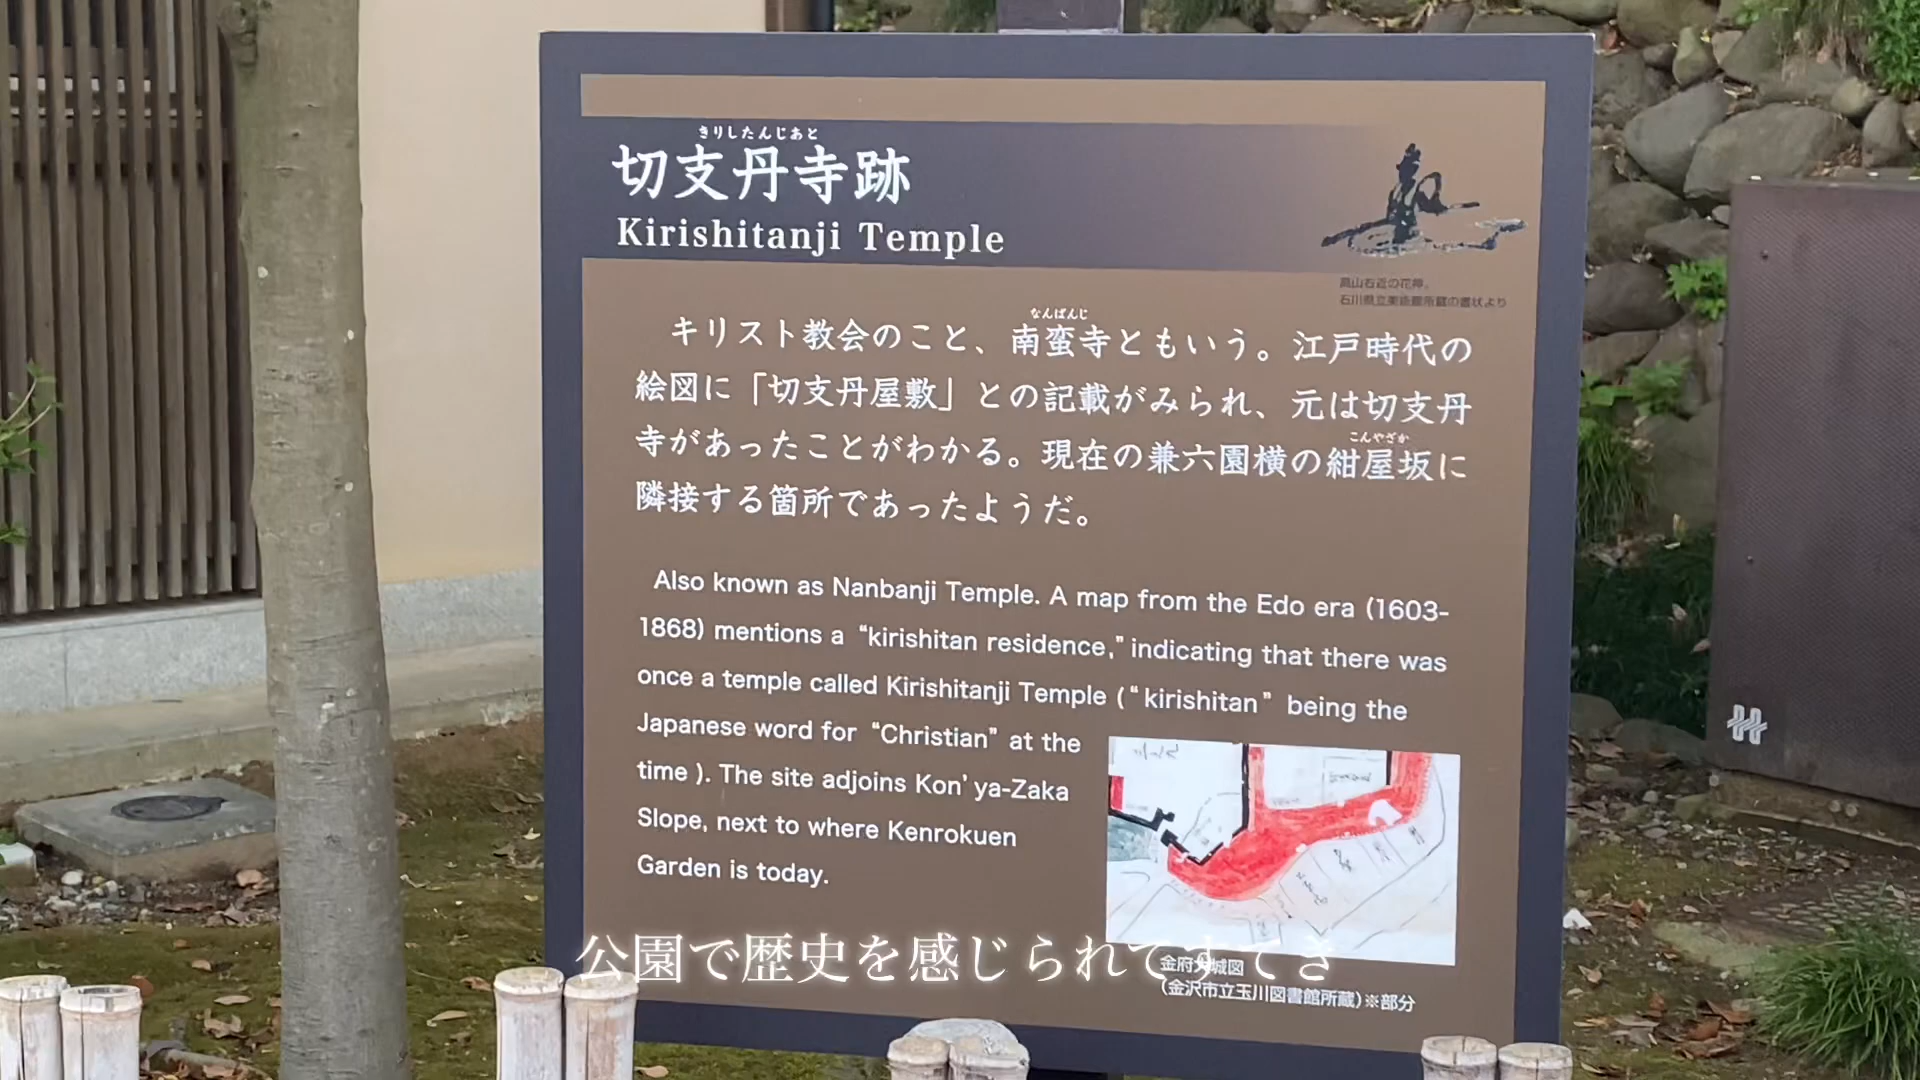 きりしたんじあと
切支丹寺跡
Kirishitanji Temple
高山右近の花押。
石川県立美術館所蔵の書状より
なんばんじ
キリスト教会のこと、南蛮寺ともいう。江戸時代の
絵図に「切支丹屋敷」との記載がみられ、元は切支丹
こんやざか
寺があったことがわかる。現在の兼六園横の紺屋坂に
隣接する箇所であったようだ。
Also known as Nanbanji Temple. A map from the Edo era (1603-
1868) mentions a “kirishitan residence,” indicating that there was
once a temple called Kirishitanji Temple (“kirishitan” being the
Japanese word for “Christian” at the
time ). The site adjoins Kon’ya-Zaka
Slope, next to where Kenrokuen
Garden is today.
公園で歴史を感じられてすてき
金府大城図
(金沢市立玉川図書館所蔵)※部分